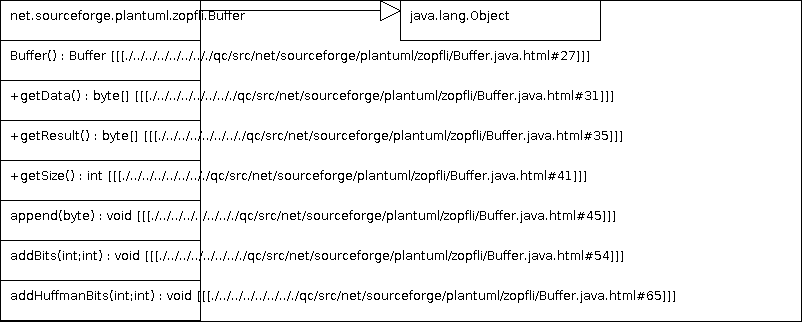 net.sourceforge.plantuml.zopfli.Buffer
java.lang.Object
Buffer() : Buffer [[[./../../../../../../../qc/src/net/sourceforge/plantuml/zopfli/Buffer.java.html#27]]]
+getData() : byte[] [[[./../../../../../../../qc/src/net/sourceforge/plantuml/zopfli/Buffer.java.html#31]]]
+getResult() : byte[] [[[./../../../../../../../qc/src/net/sourceforge/plantuml/zopfli/Buffer.java.html#35]]]
+getSize() : int [[[./../../../../../../../qc/src/net/sourceforge/plantuml/zopfli/Buffer.java.html#41]]]
append(byte) : void [[[./../../../../../../../qc/src/net/sourceforge/plantuml/zopfli/Buffer.java.html#45]]]
addBits(int;int) : void [[[./../../../../../../../qc/src/net/sourceforge/plantuml/zopfli/Buffer.java.html#54]]]
addHuffmanBits(int;int) : void [[[./../../../../../../../qc/src/net/sourceforge/plantuml/zopfli/Buffer.java.html#65]]]